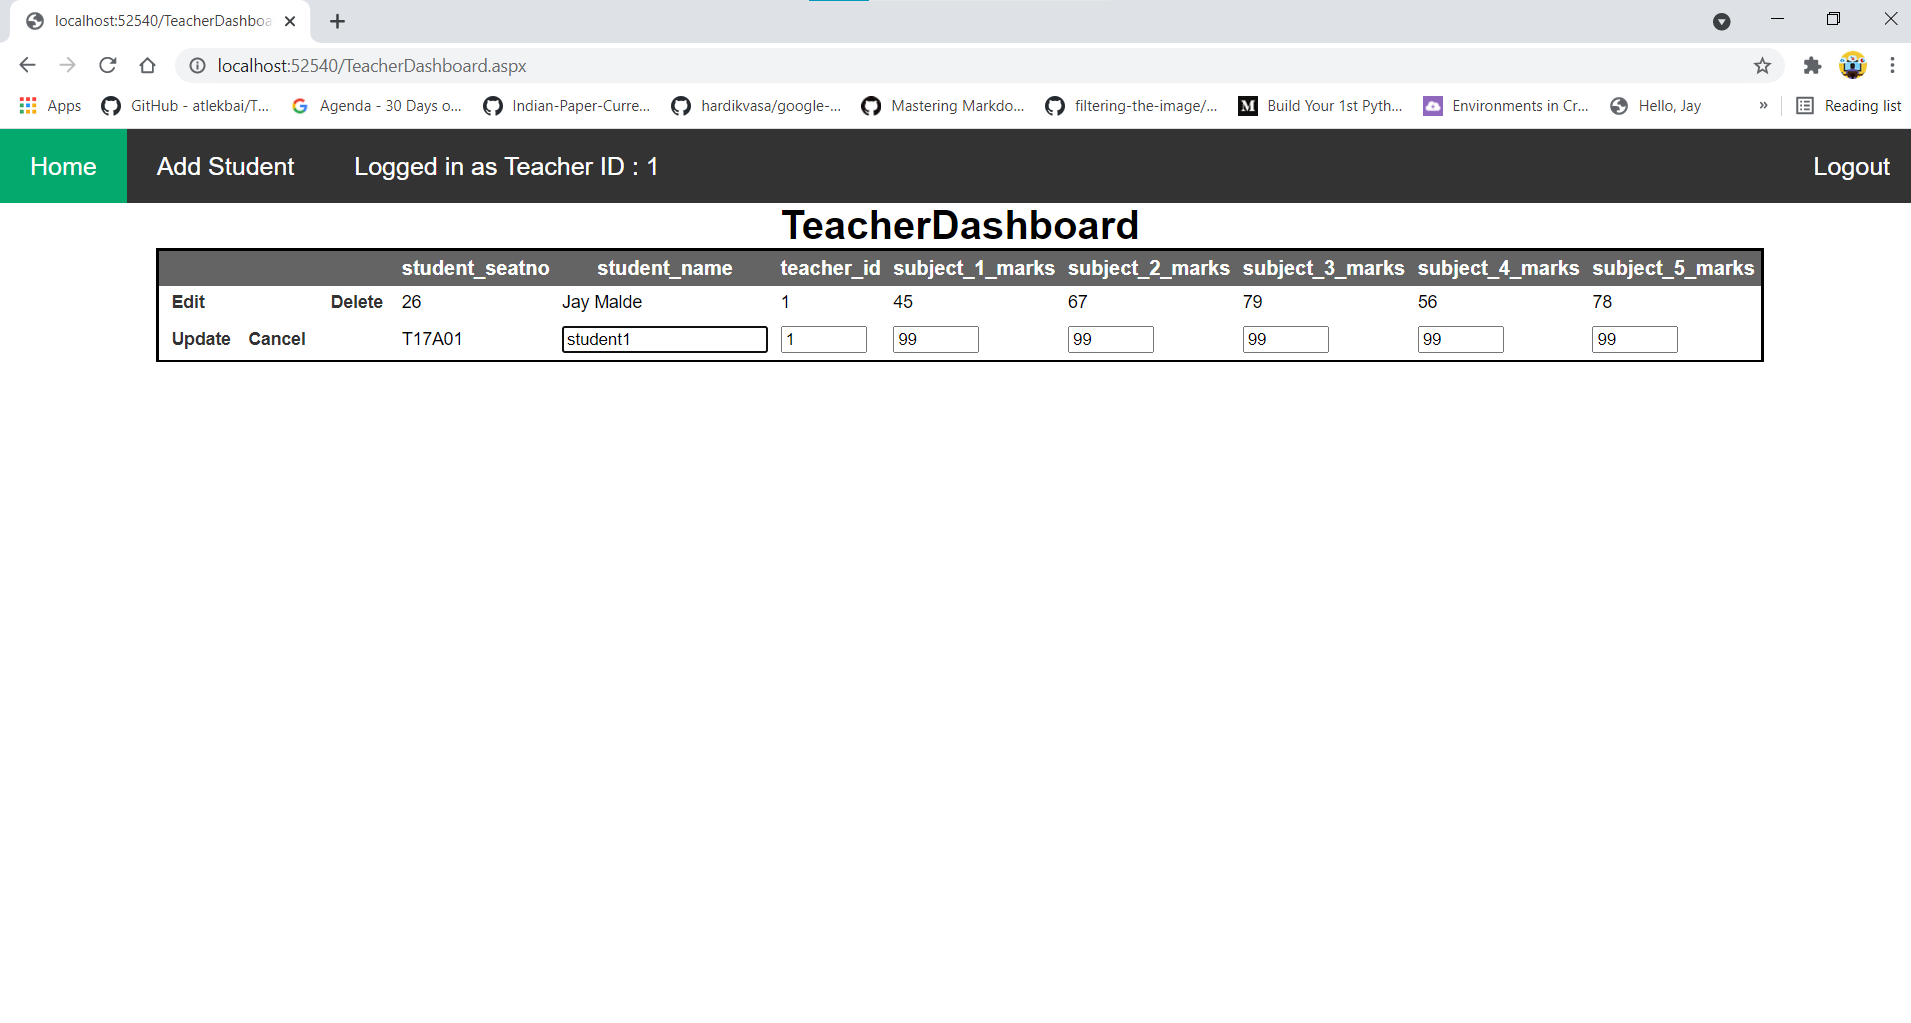 localhost:52540/TeacherDashboa
localhost:52540/TeacherDashboard.aspx
Apps GitHub - atlekbai/T... Agenda - 30 Days o... Indian-Paper-Curre... hardikvasa/google-... Mastering Markdo... filtering-the-image/... Build Your 1st Pyth... Environments in Cr... Hello, Jay » Reading list
Home Add Student Logged in as Teacher ID : 1 Logout
TeacherDashboard
student_seatno student_name teacher_id subject_1_marks subject_2_marks subject_3_marks subject_4_marks subject_5_marks
Edit Delete 26 Jay Malde 1 45 67 79 56 78
Update Cancel T17A01 student1 1 99 99 99 99 99